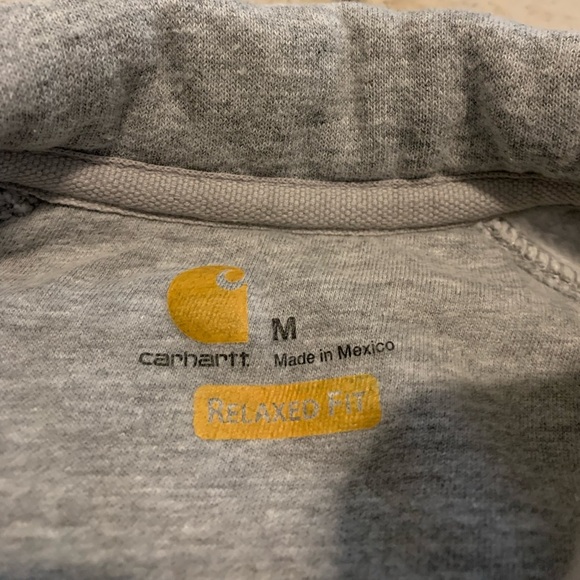 M
carhartt. Made in Mexico
RELAXED FIT